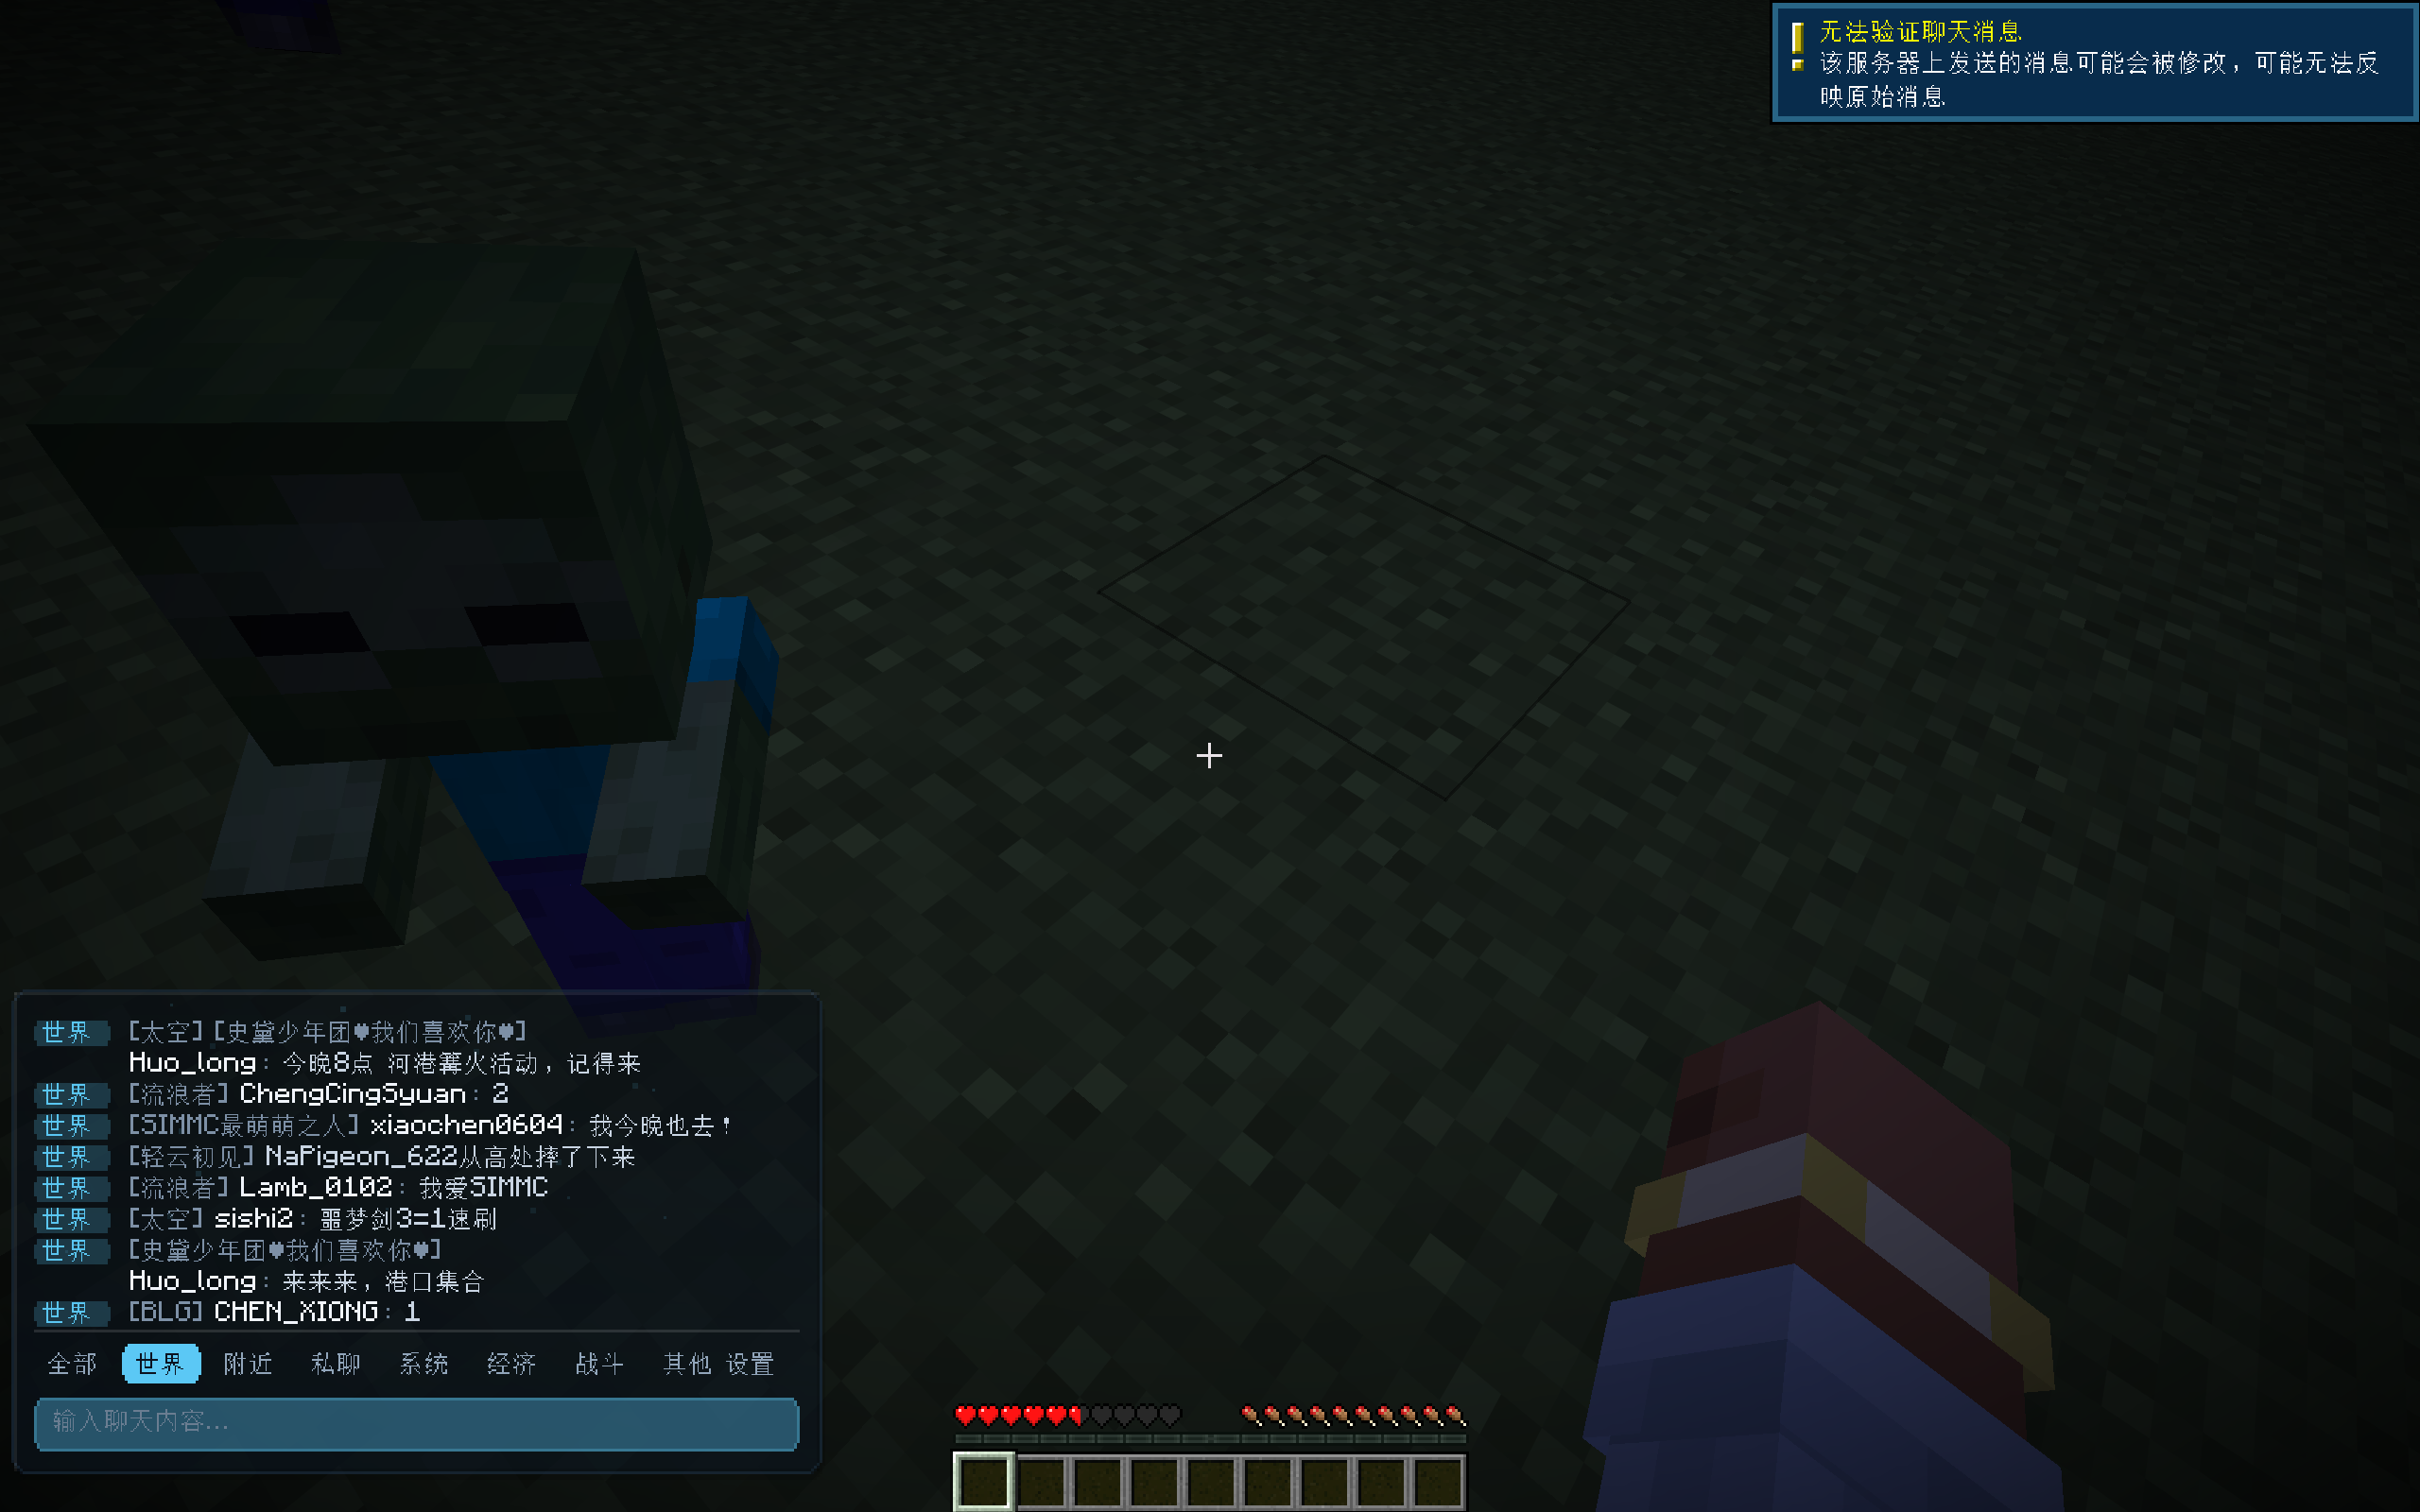 无法验证聊天消息
该服务器上发送的消息可能会被修改，可能无法反
映原始消息
世界 [太空][史黛少年团♥我们喜欢你♥]
Huo_long: 今晚8点 河港篝火活动，记得来
世界 [流浪者] ChengCingSyuan: 2
世界 [SIMMC最萌萌之人] xiaochen0604: 我今晚也去！
世界 [轻云初见] NaPigeon_622从高处摔了下来
世界 [流浪者] Lamb_0102: 我爱SIMMC
世界 [太空] sishi2: 噩梦剑3=1速刷
世界 [史黛少年团♥我们喜欢你♥]
Huo_long: 来来来，港口集合
世界 [BLG] CHEN_XIONG: 1
全部 世界 附近 私聊 系统 经济 战斗 其他 设置
输入聊天内容...